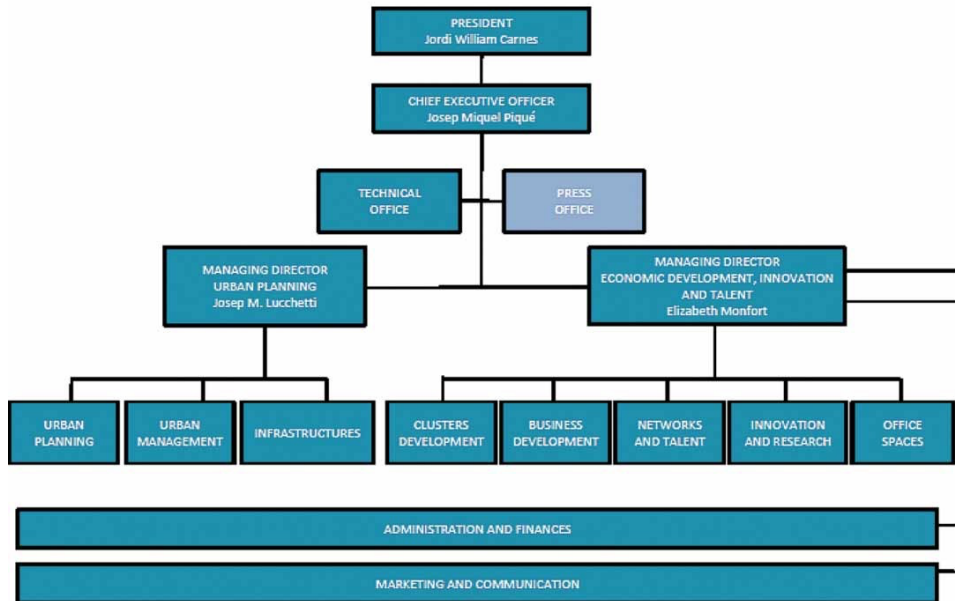 PRESIDENT
Jordi William Carnes
CHIEF EXECUTIVE OFFICER
Josep Miquel Piqué
TECHNICAL
OFFICE
PRESS
OFFICE
MANAGING DIRECTOR
URBAN PLANNING
Josep M. Lucchetti
MANAGING DIRECTOR
ECONOMIC DEVELOPMENT, INNOVATION
AND TALENT
Elizabeth Monfort
URBAN
PLANNING
URBAN
MANAGEMENT
INFRASTRUCTURES
CLUSTERS
DEVELOPMENT
BUSINESS
DEVELOPMENT
NETWORKS
AND TALENT
INNOVATION
AND RESEARCH
OFFICE
SPACES
ADMINISTRATION AND FINANCES
MARKETING AND COMMUNICATION